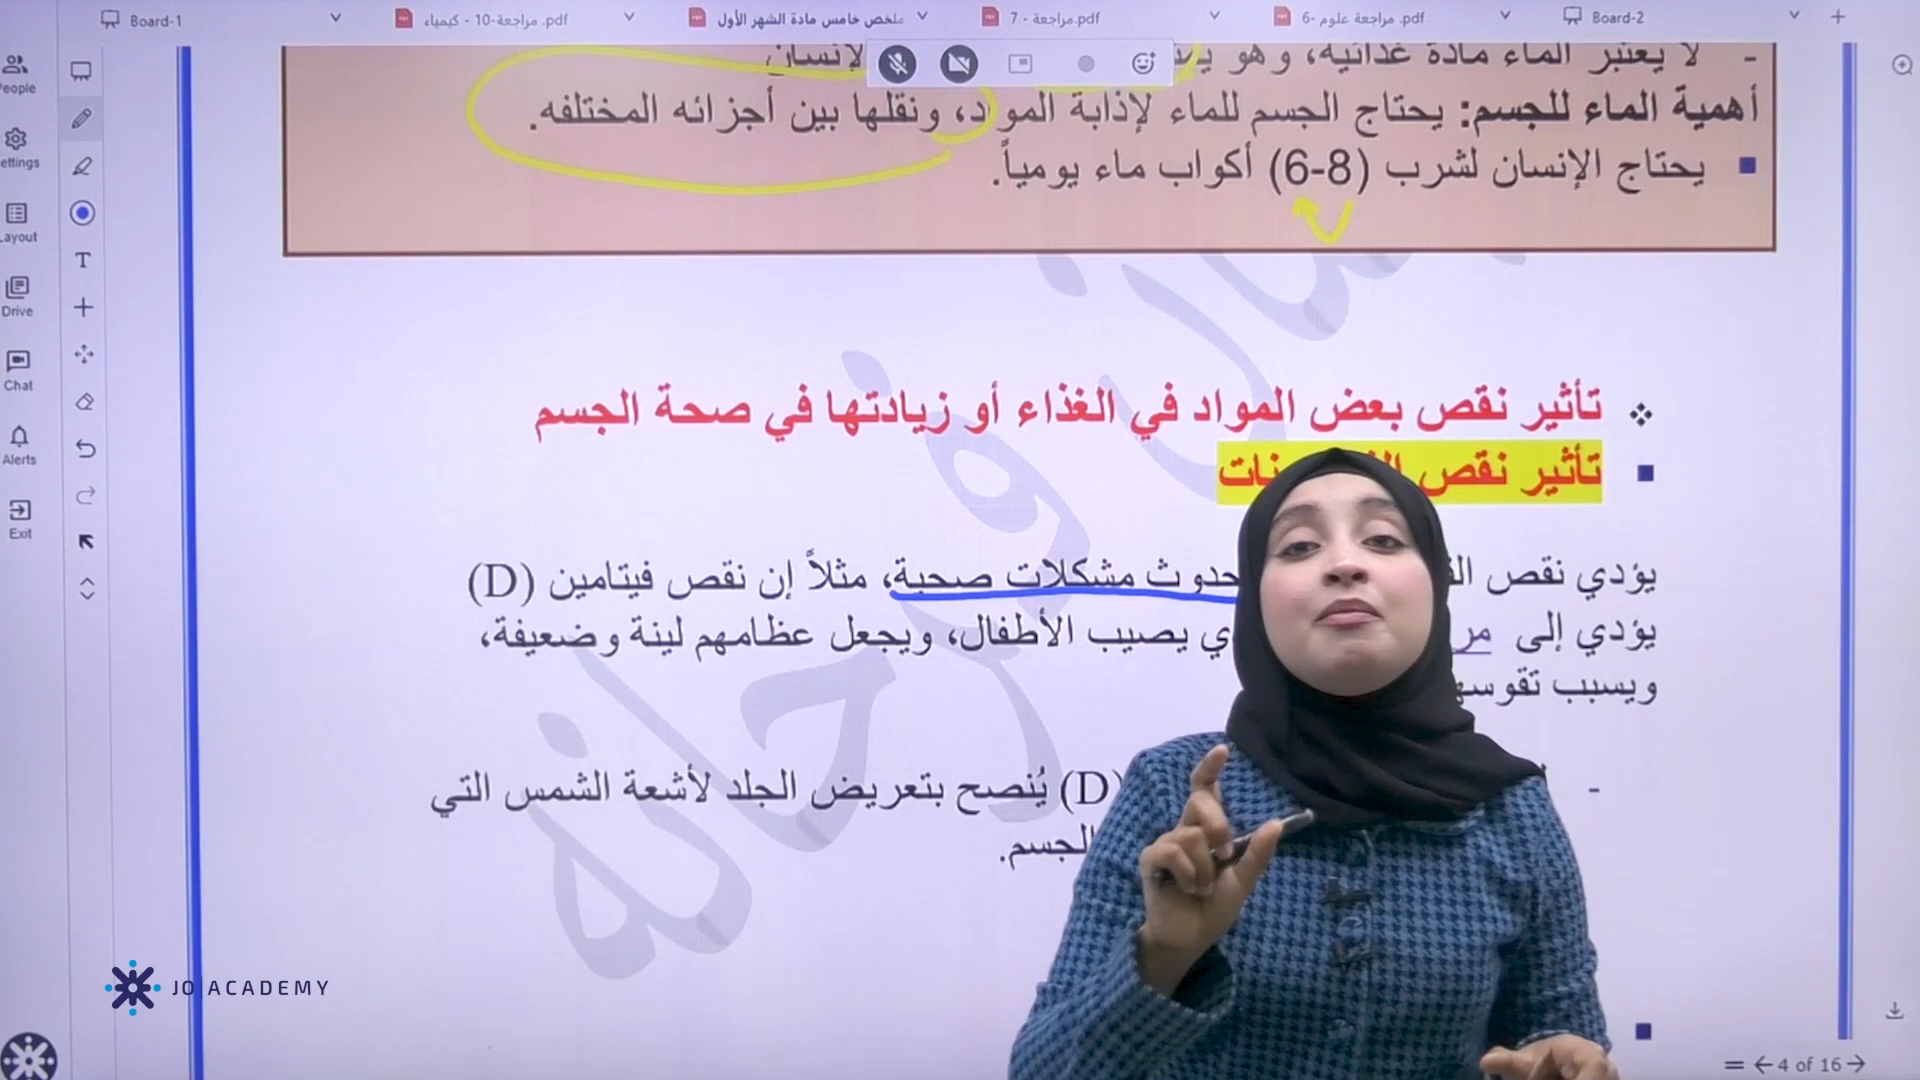 Board-1
مراجعة-10 - كيمياء .pdf
ملخص خامس مادة الشهر الأول
7 - مراجعة.pdf
6- مراجعة علوم .pdf
Board-2
- لا يعتبر الماء مادة غذائية، وهو
أهمية الماء للجسم: يحتاج الجسم للماء لإذابة المواد، ونقلها بين أجزائه المختلفه.
يحتاج الإنسان لشرب (6-8) أكواب ماء يومياً.
تأثير نقص بعض المواد في الغذاء أو زيادتها في صحة الجسم
تأثير نقص
يؤدي نقص حدوث مشكلات صحية، مثلاً إن نقص فيتامين (D)
يؤدي إلى يصيب الأطفال، ويجعل عظامهم لينة وضعيفة،
ويسبب
(D) يُنصح بتعريض الجلد لأشعة الشمس التي
الجسم.
eople
ettings
ayout
Drive
Chat
Alerts
Exit
T
JO ACADEMY
4 of 16